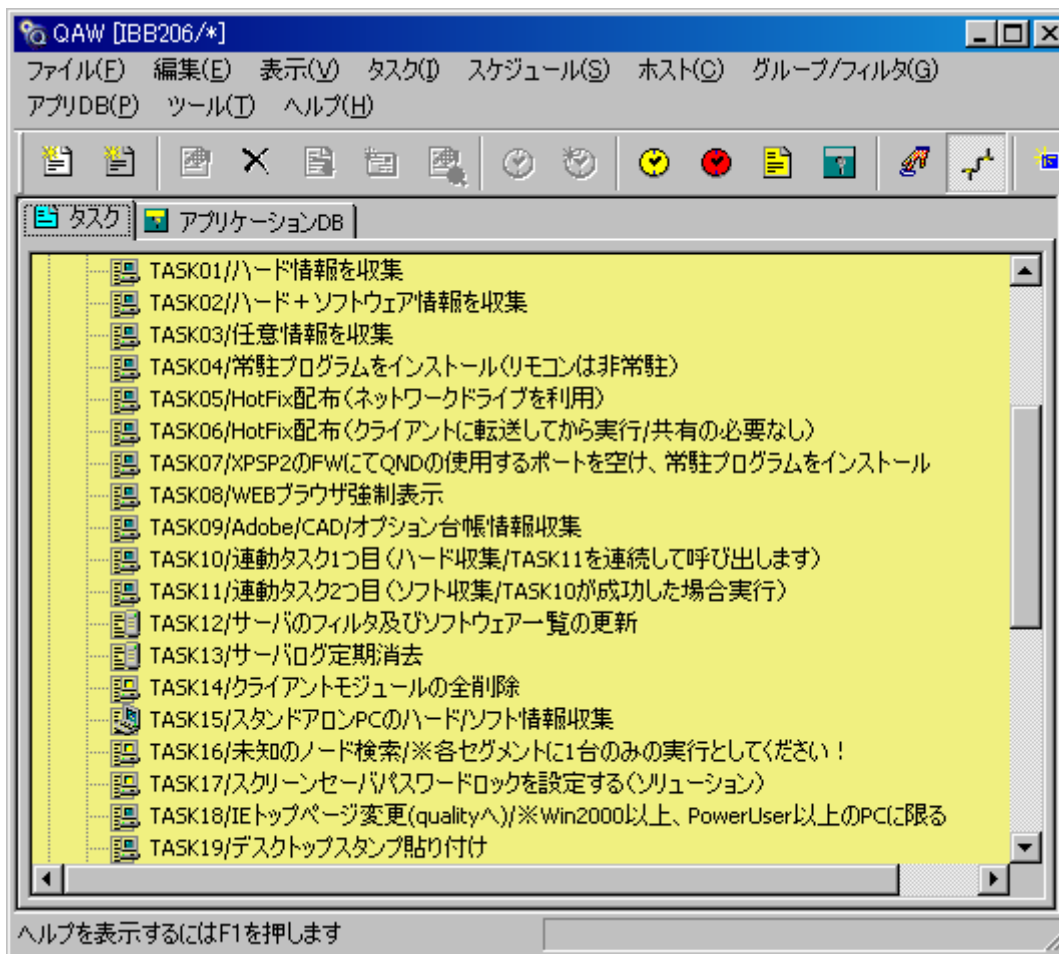 QAW [IBB206/*]
ファイル(F) 編集(E) 表示(V) タスク(I) スケジュール(S) ホスト(C) グループ/フィルタ(G)
アプリDB(P) ツール(T) ヘルプ(H)
タスク アプリケーションDB
TASK01/ハード情報を収集
TASK02/ハード+ソフトウェア情報を収集
TASK03/任意情報を収集
TASK04/常駐プログラムをインストール(リモコンは非常駐)
TASK05/HotFix配布(ネットワークドライブを利用)
TASK06/HotFix配布(クライアントに転送してから実行/共有の必要なし)
TASK07/XPSP2のFWにてQNDの使用するポートを空け、常駐プログラムをインストール
TASK08/WEBブラウザ強制表示
TASK09/Adobe/CAD/オプション台帳情報収集
TASK10/連動タスク1つ目(ハード収集/TASK11を連続して呼び出します)
TASK11/連動タスク2つ目(ソフト収集/TASK10が成功した場合実行)
TASK12/サーバのフィルタ及びソフトウェア一覧の更新
TASK13/サーバログ定期消去
TASK14/クライアントモジュールの全削除
TASK15/スタンドアロンPCのハード/ソフト情報収集
TASK16/未知のノード検索/※各セグメントに1台のみの実行としてください!
TASK17/スクリーンセーバパスワードロックを設定する(ソリューション)
TASK18/IEトップページ変更(qualityへ)/※Win2000以上、PowerUser以上のPCに限る
TASK19/デスクトップスタンプ貼り付け
ヘルプを表示するにはF1を押します